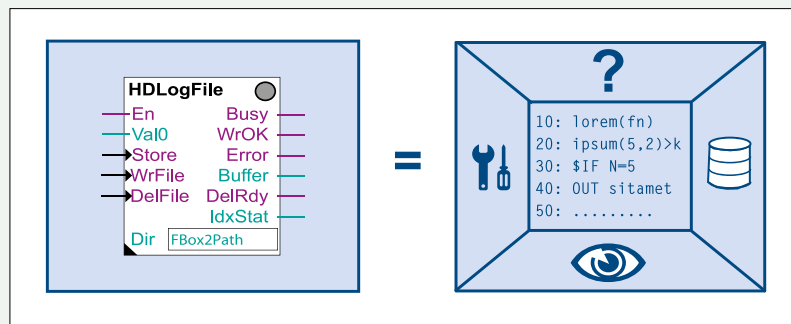 HDLogFile
En Busy
Val0 WrOK
Store Error
WrFile Buffer
DelFile DelRdy
IdxStat
Dir FBox2Path
=
?
10: lorem(fn)
20: ipsum(5,2)>k
30: $IF N=5
40: OUT sitamet
50: .........